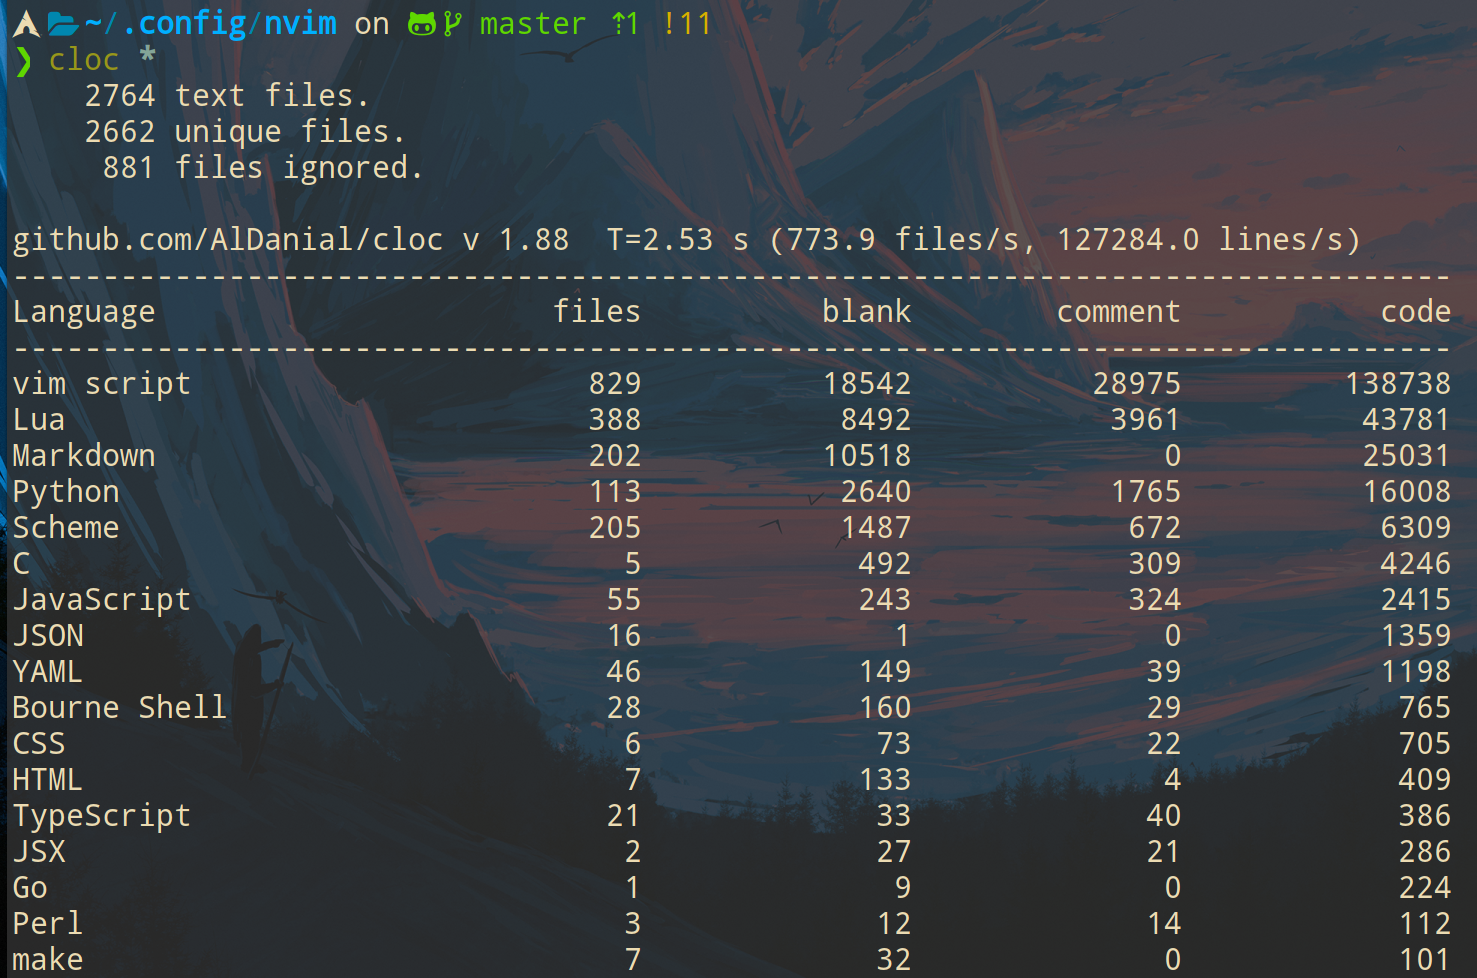 ~/.config/nvim on master ⇡1 !11
❯ cloc *
2764 text files.
2662 unique files.
881 files ignored.
github.com/AlDanial/cloc v 1.88  T=2.53 s (773.9 files/s, 127284.0 lines/s)
--------------------------------------------------------------------------------
Language files blank comment code
--------------------------------------------------------------------------------
vim script 829 18542 28975 138738
Lua 388 8492 3961 43781
Markdown 202 10518 0 25031
Python 113 2640 1765 16008
Scheme 205 1487 672 6309
C 5 492 309 4246
JavaScript 55 243 324 2415
JSON 16 1 0 1359
YAML 46 149 39 1198
Bourne Shell 28 160 29 765
CSS 6 73 22 705
HTML 7 133 4 409
TypeScript 21 33 40 386
JSX 2 27 21 286
Go 1 9 0 224
Perl 3 12 14 112
make 7 32 0 101